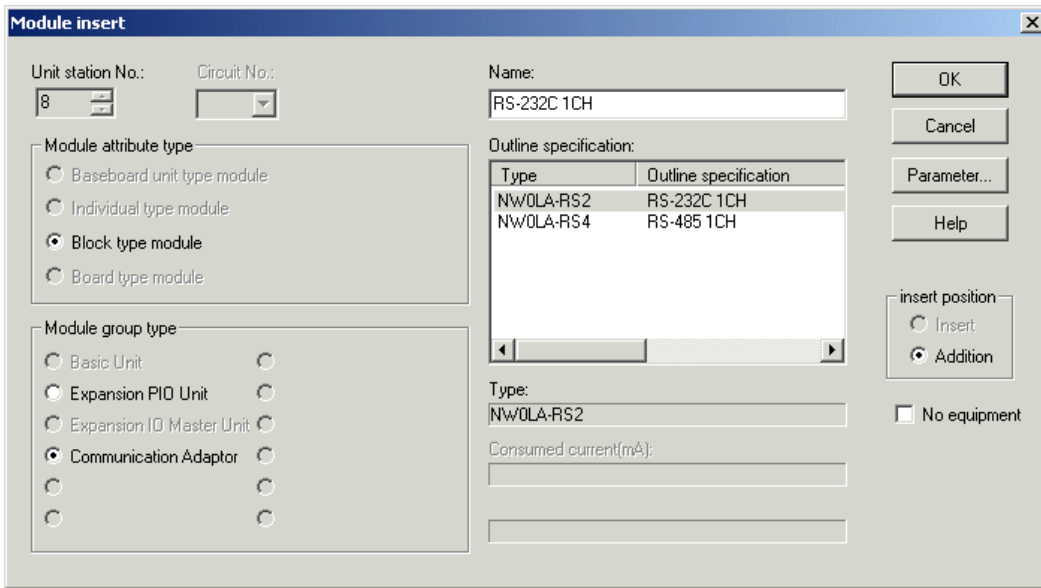 Module insert
Unit station No.:
Circuit No.:
8
Module attribute type
Baseboard unit type module
Individual type module
Block type module
Board type module
Module group type
Basic Unit
Expansion PIO Unit
Expansion IO Master Unit
Communication Adaptor
Name:
RS-232C 1CH
Outline specification:
Type Outline specification
NW0LA-RS2 RS-232C 1CH
NW0LA-RS4 RS-485 1CH
Type:
NW0LA-RS2
Consumed current(mA):
OK
Cancel
Parameter...
Help
insert position
Insert
Addition
No equipment